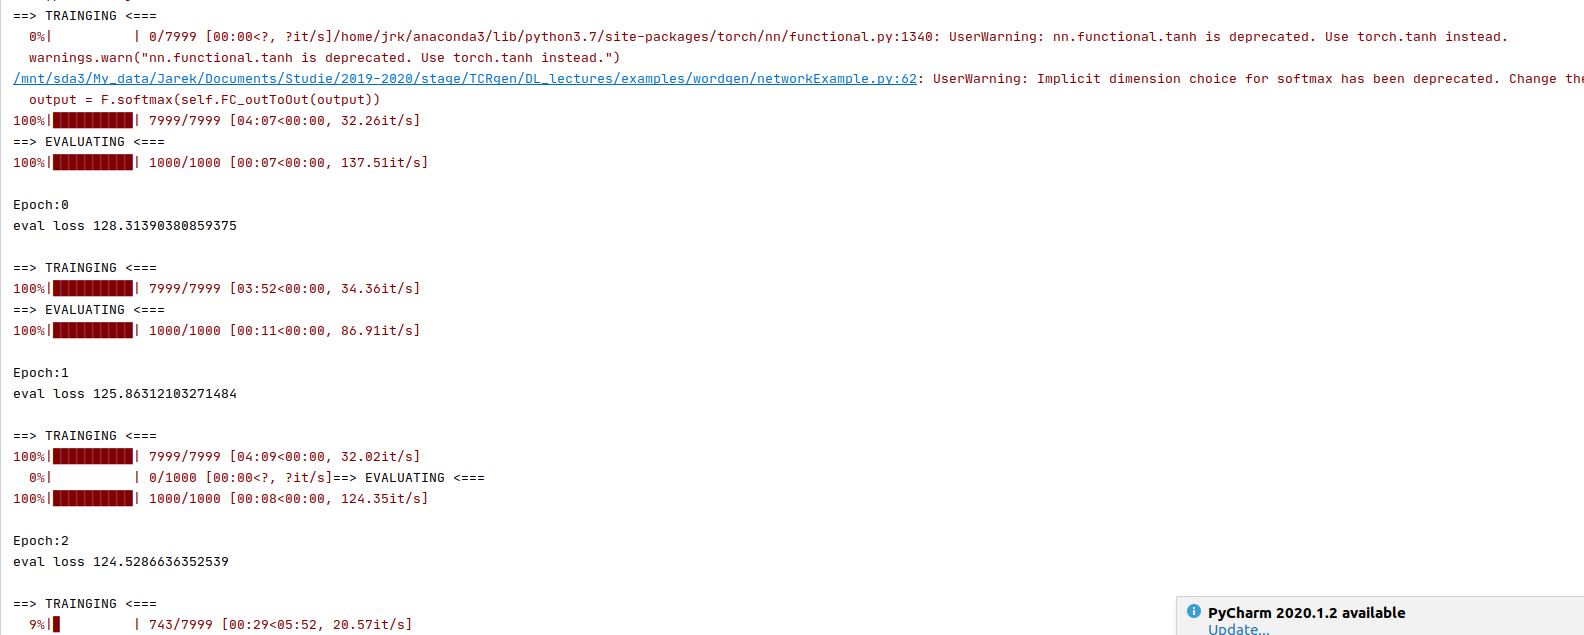 ==> TRAINGING <===
0%| | 0/7999 [00:00<?, ?it/s]/home/jrk/anaconda3/lib/python3.7/site-packages/torch/nn/functional.py:1340: UserWarning: nn.functional.tanh is deprecated. Use torch.tanh instead.
warnings.warn("nn.functional.tanh is deprecated. Use torch.tanh instead.")
/mnt/sda3/My_data/Jarek/Documents/Studie/2019-2020/stage/TCRgen/DL_lectures/examples/wordgen/networkExample.py:62: UserWarning: Implicit dimension choice for softmax has been deprecated. Change the
output = F.softmax(self.FC_outToOut(output))
100%|██████████| 7999/7999 [04:07<00:00, 32.26it/s]
==> EVALUATING <===
100%|██████████| 1000/1000 [00:07<00:00, 137.51it/s]
Epoch:0
eval loss 128.31390380859375
==> TRAINGING <===
100%|██████████| 7999/7999 [03:52<00:00, 34.36it/s]
==> EVALUATING <===
100%|██████████| 1000/1000 [00:11<00:00, 86.91it/s]
Epoch:1
eval loss 125.86312103271484
==> TRAINGING <===
100%|██████████| 7999/7999 [04:09<00:00, 32.02it/s]
0%| | 0/1000 [00:00<?, ?it/s]==> EVALUATING <===
100%|██████████| 1000/1000 [00:08<00:00, 124.35it/s]
Epoch:2
eval loss 124.5286636352539
==> TRAINGING <===
9%|█ | 743/7999 [00:29<05:52, 20.57it/s]
PyCharm 2020.1.2 available
Update...